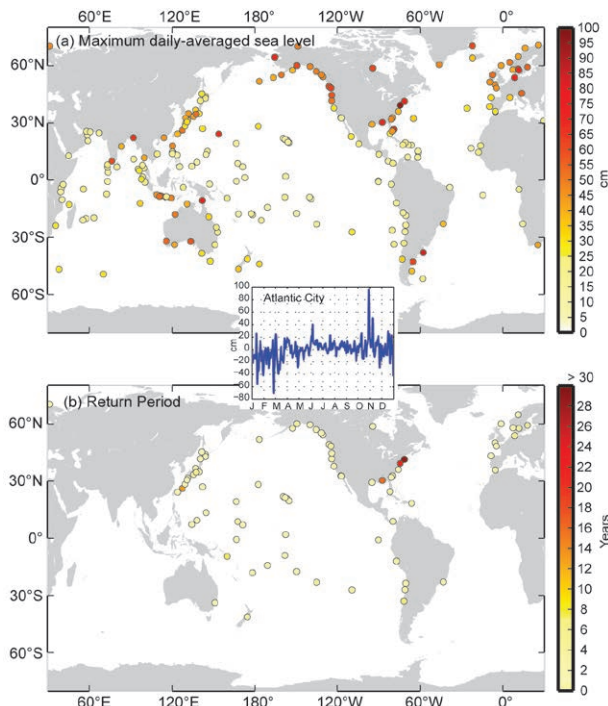 (a) Maximum daily-averaged sea level
60°N
30°N
0°
30°S
60°S
60°E 120°E 180° 120°W 60°W 0°
100
95
90
85
80
75
70
65
60
55
50
45
40
35
30
25
20
15
10
5
0
cm
Atlantic City
100
80
60
40
20
0
-20
-40
-60
-80
cm
J F M A M J J A S O N D
(b) Return Period
60°N
30°N
0°
30°S
60°S
60°E 120°E 180° 120°W 60°W 0°
> 30
28
26
24
22
20
18
16
14
12
10
8
6
4
2
0
Years